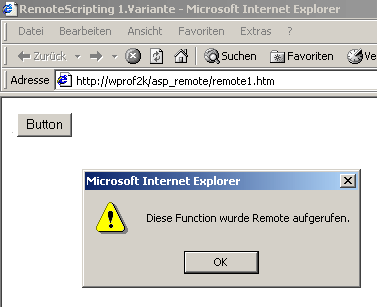 RemoteScripting 1.Variante - Microsoft Internet Explorer
Datei Bearbeiten Ansicht Favoriten Extras ?
Zurück Suchen Favoriten Ve
Adresse http://wprof2k/asp_remote/remote1.htm
Button
Microsoft Internet Explorer
Diese Function wurde Remote aufgerufen.
OK